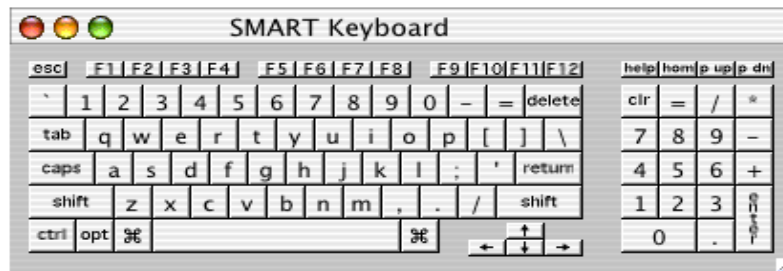 SMART Keyboard
esc F1 F2 F3 F4 F5 F6 F7 F8 F9 F10 F11 F12 help hom p up p dn
` 1 2 3 4 5 6 7 8 9 0 - = delete clr = / *
tab q w e r t y u i o p [ ] \ 7 8 9 -
caps a s d f g h j k l ; ' return 4 5 6 +
shift z x c v b n m , . / shift 1 2 3 enter
ctrl opt ⌘ ⌘ ↑ 0 .
← ↓ →